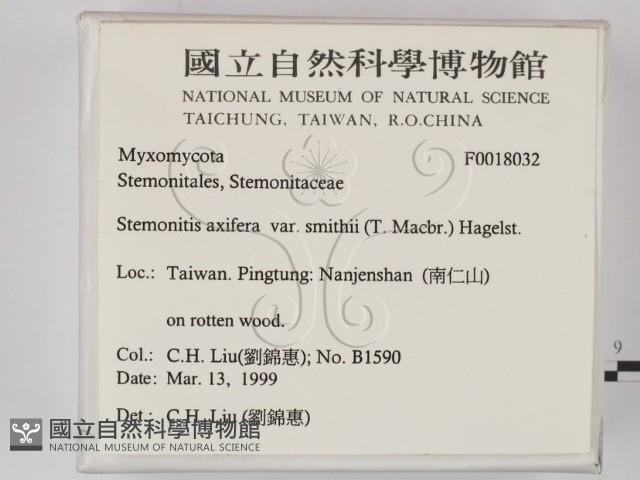 國立自然科學博物館
NATIONAL MUSEUM OF NATURAL SCIENCE
TAICHUNG, TAIWAN, R.O.CHINA
Myxomycota F0018032
Stemonitales, Stemonitaceae
Stemonitis axifera var. smithii (T. Macbr.) Hagelst.
Loc.: Taiwan. Pingtung: Nanjenshan (南仁山)
on rotten wood.
Col.: C.H. Liu(劉錦惠); No. B1590
Date: Mar. 13, 1999
Det.: C.H. Liu (劉錦惠)
國立自然科學博物館
NATIONAL MUSEUM OF NATURAL SCIENCE
9